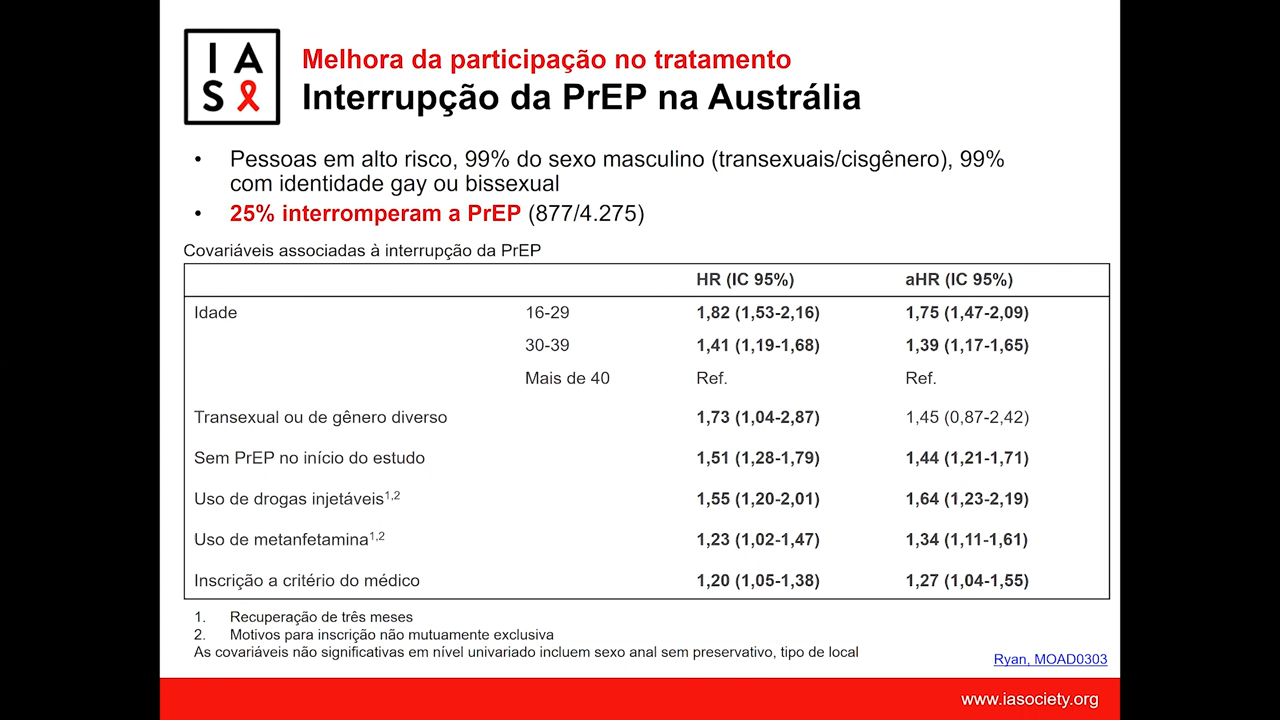 IAS
Melhora da participação no tratamento
Interrupção da PrEP na Austrália
• Pessoas em alto risco, 99% do sexo masculino (transexuais/cisgênero), 99%
com identidade gay ou bissexual
• 25% interromperam a PrEP (877/4.275)
Covariáveis associadas à interrupção da PrEP
HR (IC 95%) aHR (IC 95%)
Idade 16-29 1,82 (1,53-2,16) 1,75 (1,47-2,09)
30-39 1,41 (1,19-1,68) 1,39 (1,17-1,65)
Mais de 40 Ref. Ref.
Transexual ou de gênero diverso 1,73 (1,04-2,87) 1,45 (0,87-2,42)
Sem PrEP no início do estudo 1,51 (1,28-1,79) 1,44 (1,21-1,71)
Uso de drogas injetáveis1,2 1,55 (1,20-2,01) 1,64 (1,23-2,19)
Uso de metanfetamina1,2 1,23 (1,02-1,47) 1,34 (1,11-1,61)
Inscrição a critério do médico 1,20 (1,05-1,38) 1,27 (1,04-1,55)
1. Recuperação de três meses
2. Motivos para inscrição não mutuamente exclusiva
As covariáveis não significativas em nível univariado incluem sexo anal sem preservativo, tipo de local
Ryan, MOAD0303
www.iasociety.org